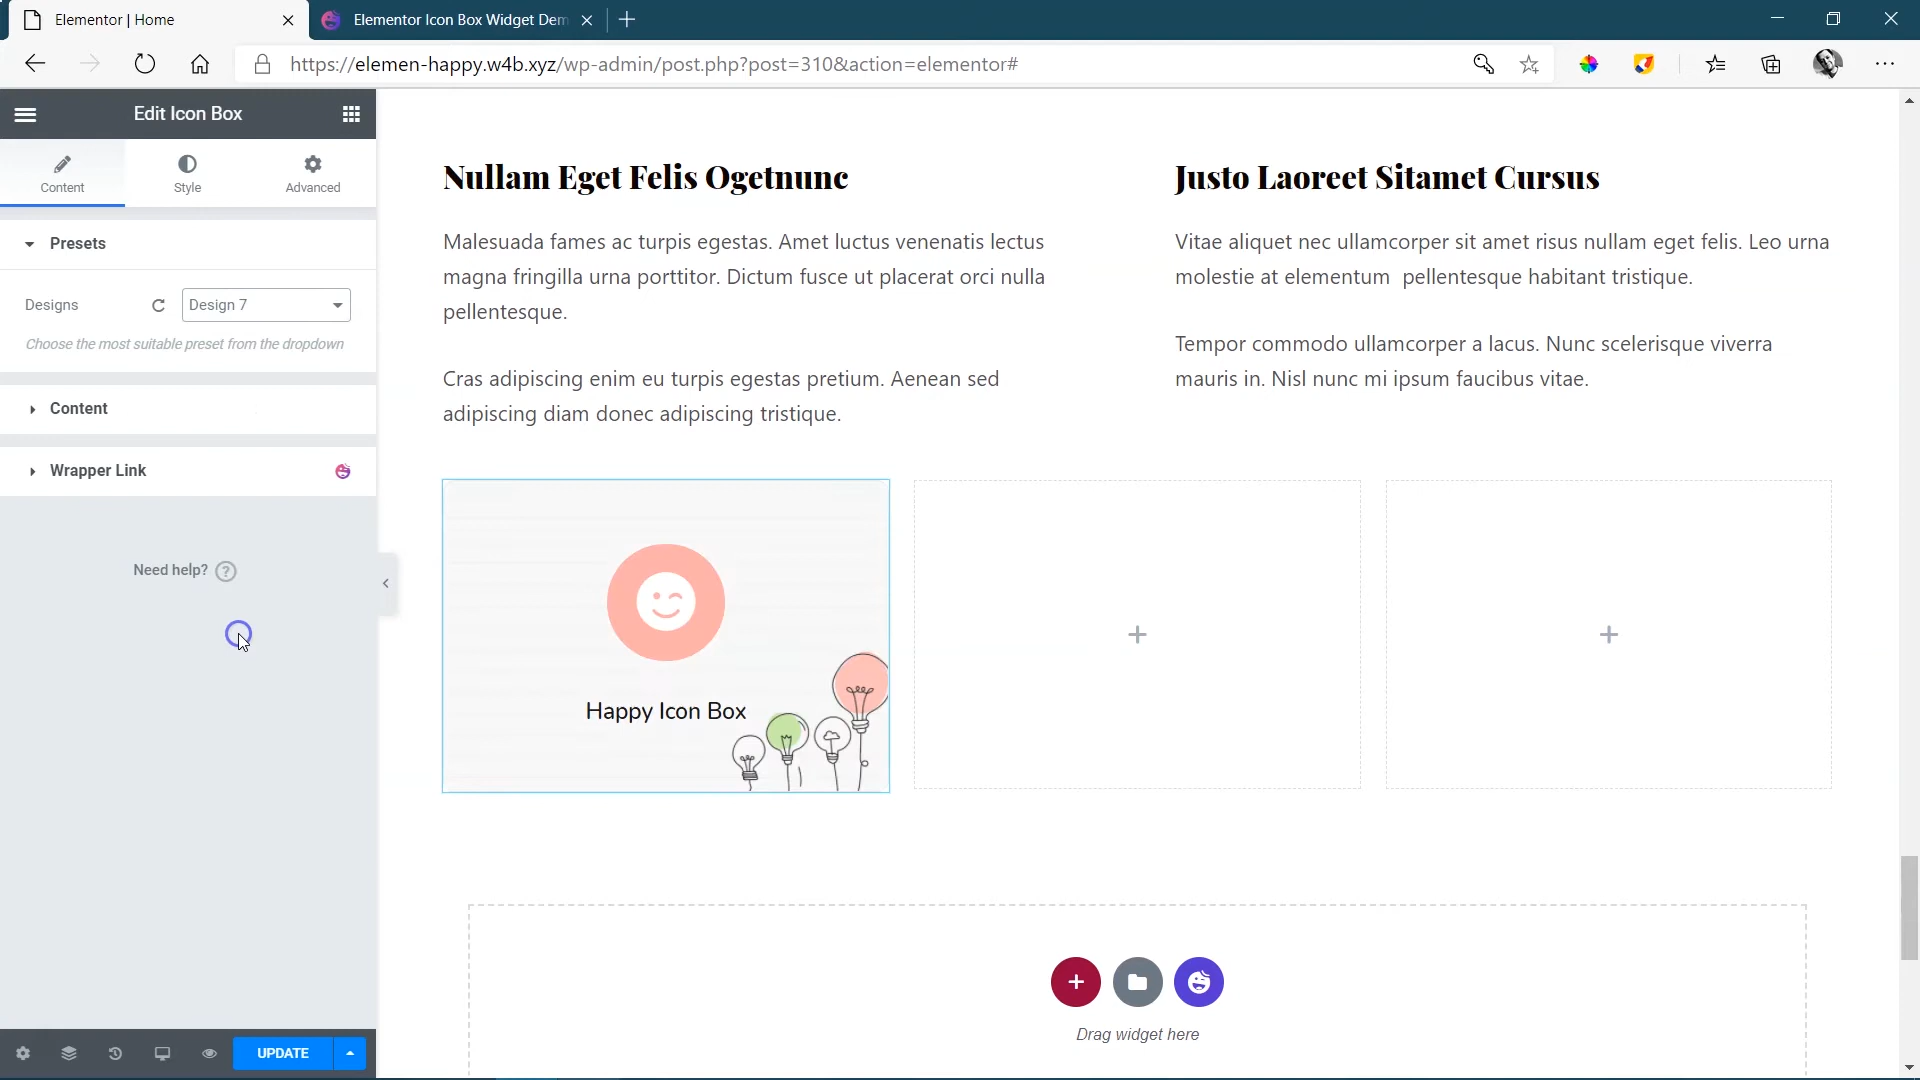 Elementor | Home
Elementor Icon Box Widget Dem
https://elemen-happy.w4b.xyz/wp-admin/post.php?post=310&action=elementor#
Edit Icon Box
Content
Style
Advanced
Presets
Designs
Design 7
Choose the most suitable preset from the dropdown
Content
Wrapper Link
Need help?
UPDATE
Nullam Eget Felis Ogetnunc
Malesuada fames ac turpis egestas. Amet luctus venenatis lectus
magna fringilla urna porttitor. Dictum fusce ut placerat orci nulla
pellentesque.
Cras adipiscing enim eu turpis egestas pretium. Aenean sed
adipiscing diam donec adipiscing tristique.
Justo Laoreet Sitamet Cursus
Vitae aliquet nec ullamcorper sit amet risus nullam eget felis. Leo urna
molestie at elementum  pellentesque habitant tristique.
Tempor commodo ullamcorper a lacus. Nunc scelerisque viverra
mauris in. Nisl nunc mi ipsum faucibus vitae.
Happy Icon Box
Drag widget here